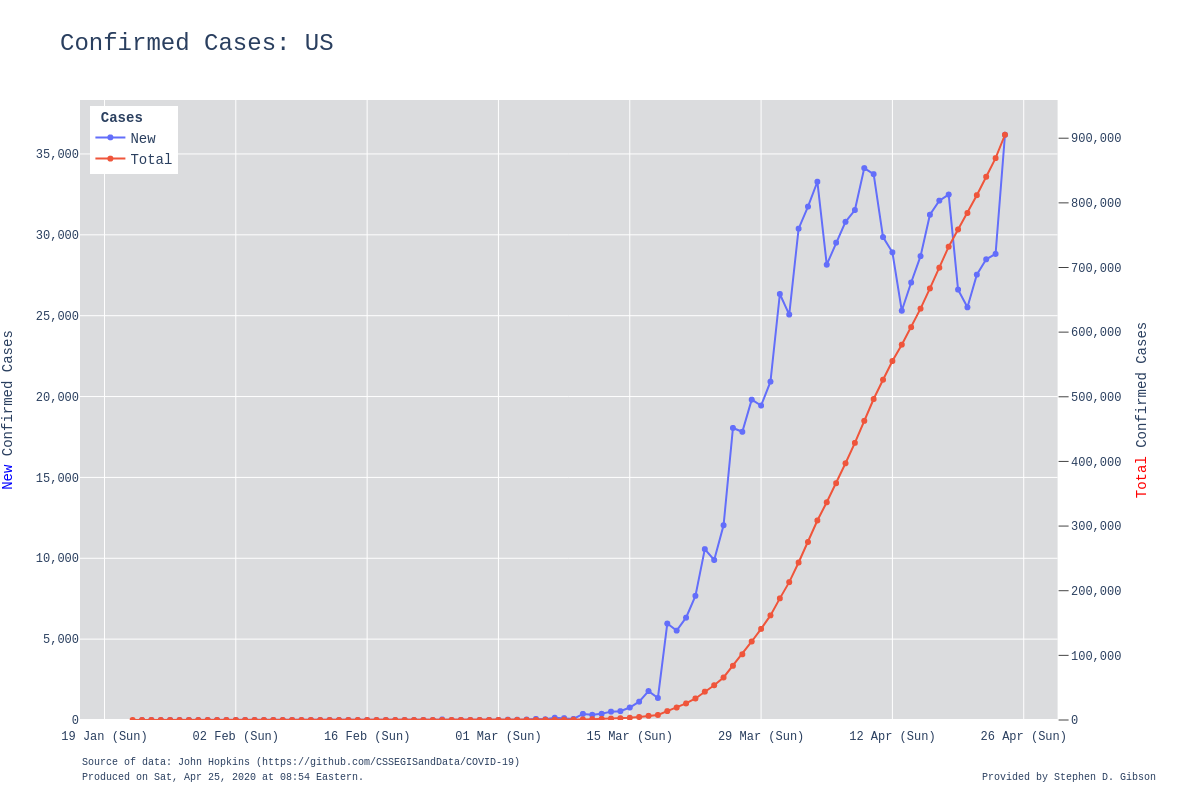 Confirmed Cases: US
Cases
New
Total
35,000
30,000
25,000
20,000
15,000
10,000
5,000
0
New Confirmed Cases
900,000
800,000
700,000
600,000
500,000
400,000
300,000
200,000
100,000
0
Total Confirmed Cases
19 Jan (Sun) 02 Feb (Sun) 16 Feb (Sun) 01 Mar (Sun) 15 Mar (Sun) 29 Mar (Sun) 12 Apr (Sun) 26 Apr (Sun)
Source of data: John Hopkins (https://github.com/CSSEGISandData/COVID-19)
Produced on Sat, Apr 25, 2020 at 08:54 Eastern.
Provided by Stephen D. Gibson